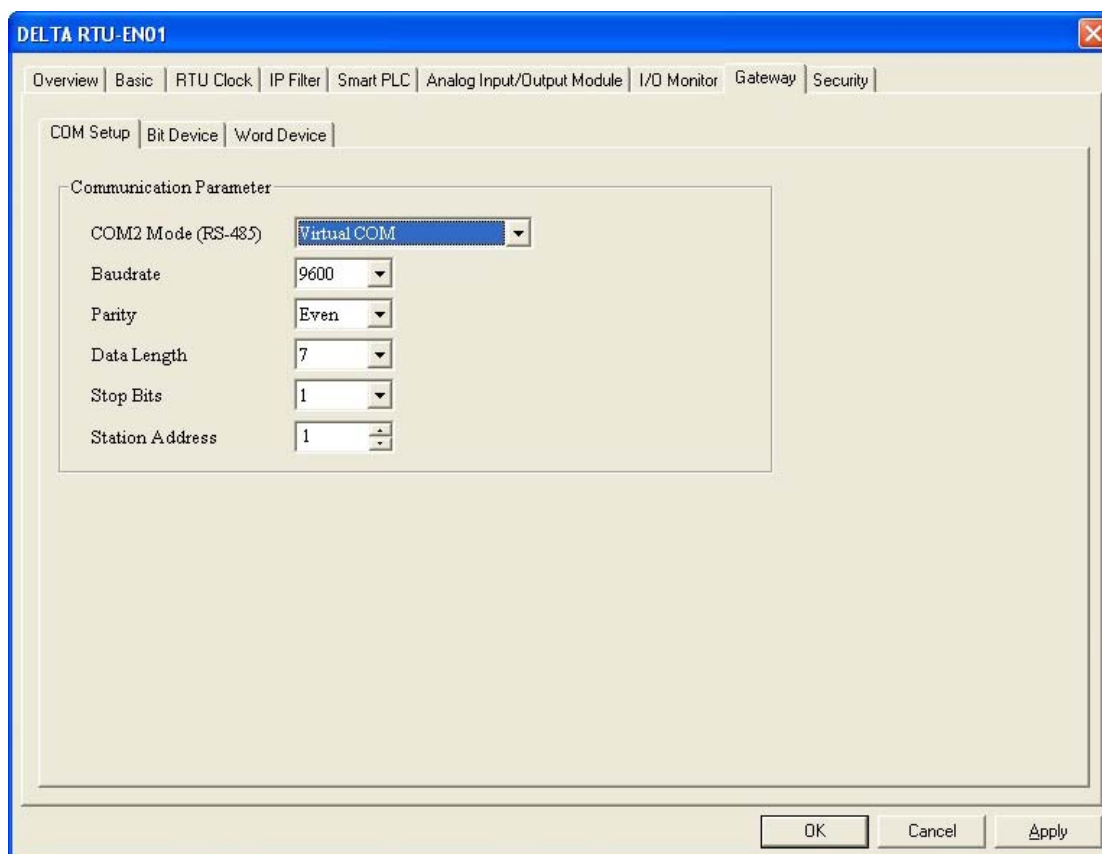 DELTA RTU-EN01
Overview Basic RTU Clock IP Filter Smart PLC Analog Input/Output Module I/O Monitor Gateway Security
COM Setup Bit Device Word Device
Communication Parameter
COM2 Mode (RS-485) Virtual COM
Baudrate 9600
Parity Even
Data Length 7
Stop Bits 1
Station Address 1
OK Cancel Apply